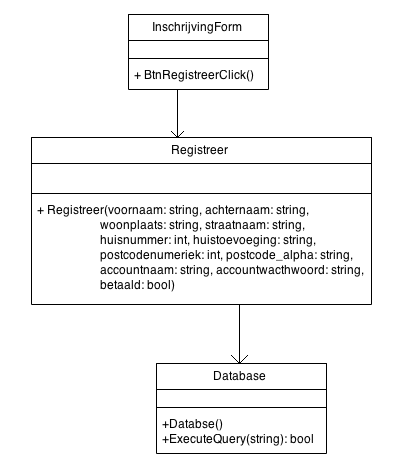 InschrijvingForm
+ BtnRegistreerClick()
Registreer
+ Registreer(voornaam: string, achternaam: string,
woonplaats: string, straatnaam: string,
huisnummer: int, huistoevoeging: string,
postcodenumeriek: int, postcode_alpha: string,
accountnaam: string, accountwacthwoord: string,
betaald: bool)
Database
+Databse()
+ExecuteQuery(string): bool